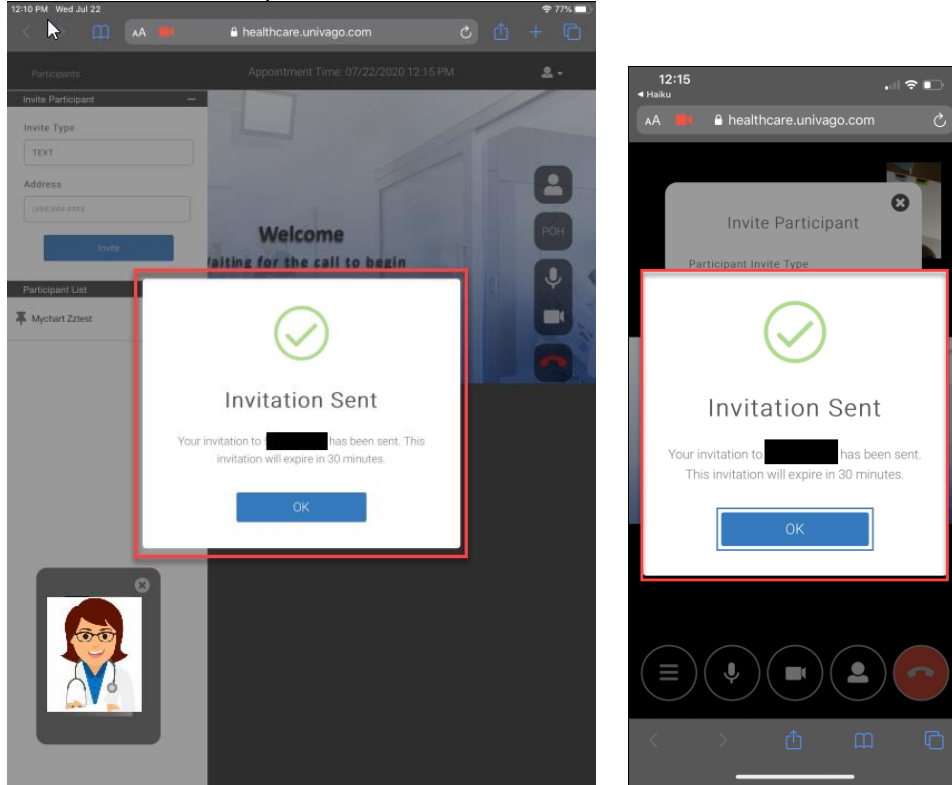 12:10 PM Wed Jul 22
77%
AA
healthcare.univago.com
Participants
Appointment Time: 07/22/2020 12:15 PM
Invite Participant
Invite Type
TEXT
Address
Invite
Participant List
Mychart Zztest
Welcome
Waiting for the call to begin
POH
Invitation Sent
Your invitation to has been sent. This
invitation will expire in 30 minutes.
OK
12:15
Haiku
AA
healthcare.univago.com
Invite Participant
Participant Invite Type
Invitation Sent
Your invitation to has been sent.
This invitation will expire in 30 minutes.
OK